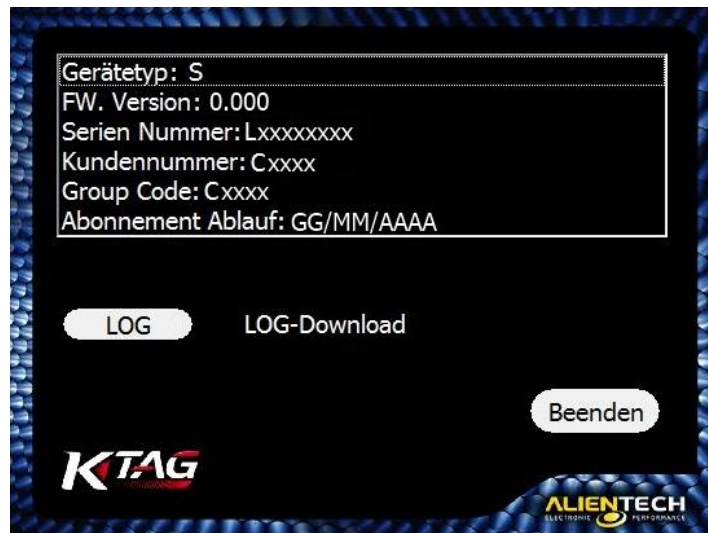 Gerätetyp: S
FW. Version: 0.000
Serien Nummer: Lxxxxxxxx
Kundennummer: Cxxxx
Group Code: Cxxxx
Abonnement Ablauf: GG/MM/AAAA
LOG LOG-Download
Beenden
KTAG
ALIENTECH
ELECTRONIC PERFORMANCE